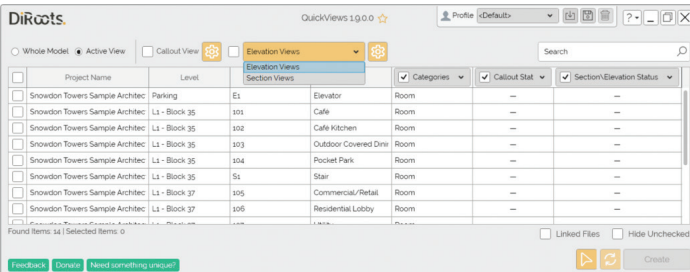 DiRoots.
QuickViews 1.9.0.0
Profile <Default>
Whole Model Active View Callout View Elevation Views Search
Elevation Views
Section Views
Project Name Level Categories Callout Stat Section\Elevation Status
Snowdon Towers Sample Architec Parking E1 Elevator Room – –
Snowdon Towers Sample Architec L1 - Block 35 101 Café Room – –
Snowdon Towers Sample Architec L1 - Block 35 102 Café Kitchen Room – –
Snowdon Towers Sample Architec L1 - Block 35 103 Outdoor Covered Dinir Room – –
Snowdon Towers Sample Architec L1 - Block 35 104 Pocket Park Room – –
Snowdon Towers Sample Architec L1 - Block 35 S1 Stair Room – –
Snowdon Towers Sample Architec L1 - Block 37 105 Commercial/Retail Room – –
Snowdon Towers Sample Architec L1 - Block 37 106 Residential Lobby Room – –
Found Items: 14 | Selected Items: 0 Linked Files Hide Unchecked
Feedback Donate Need something unique? Create